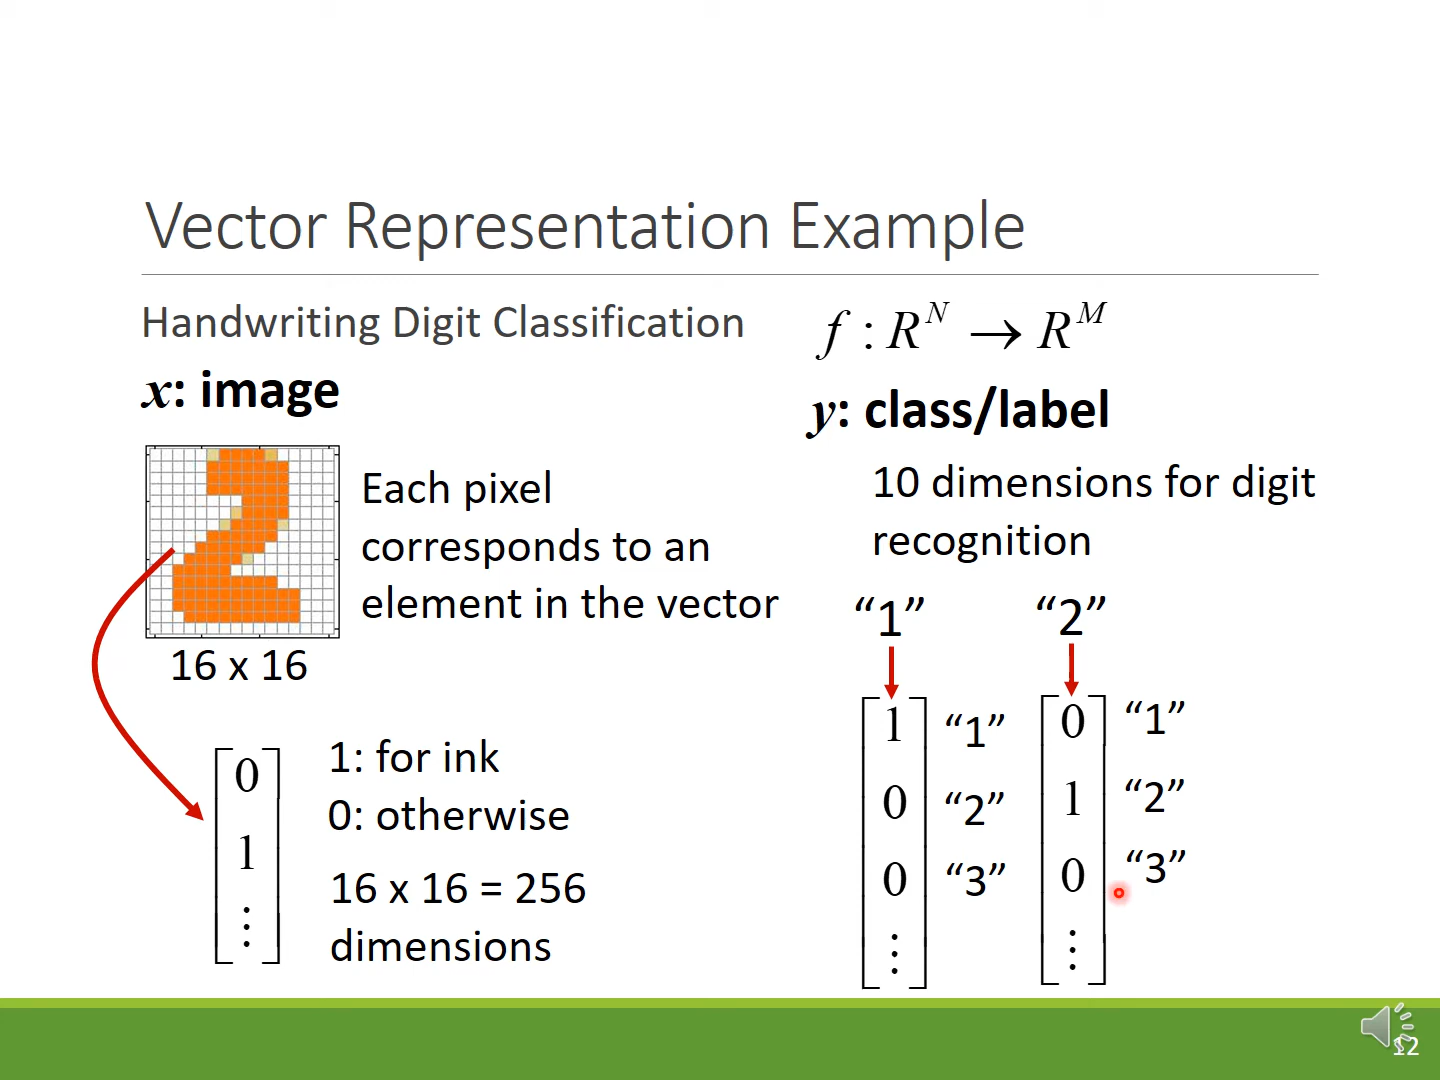 Vector Representation Example
Handwriting Digit Classification
x: image
Each pixel
corresponds to an
element in the vector
16 x 16
0
1
⋮
1: for ink
0: otherwise
16 x 16 = 256
dimensions
f : R^N → R^M
y: class/label
10 dimensions for digit
recognition
“1” “2”
1 “1” 0 “1”
0 “2” 1 “2”
0 “3” 0 “3”
⋮ ⋮
12